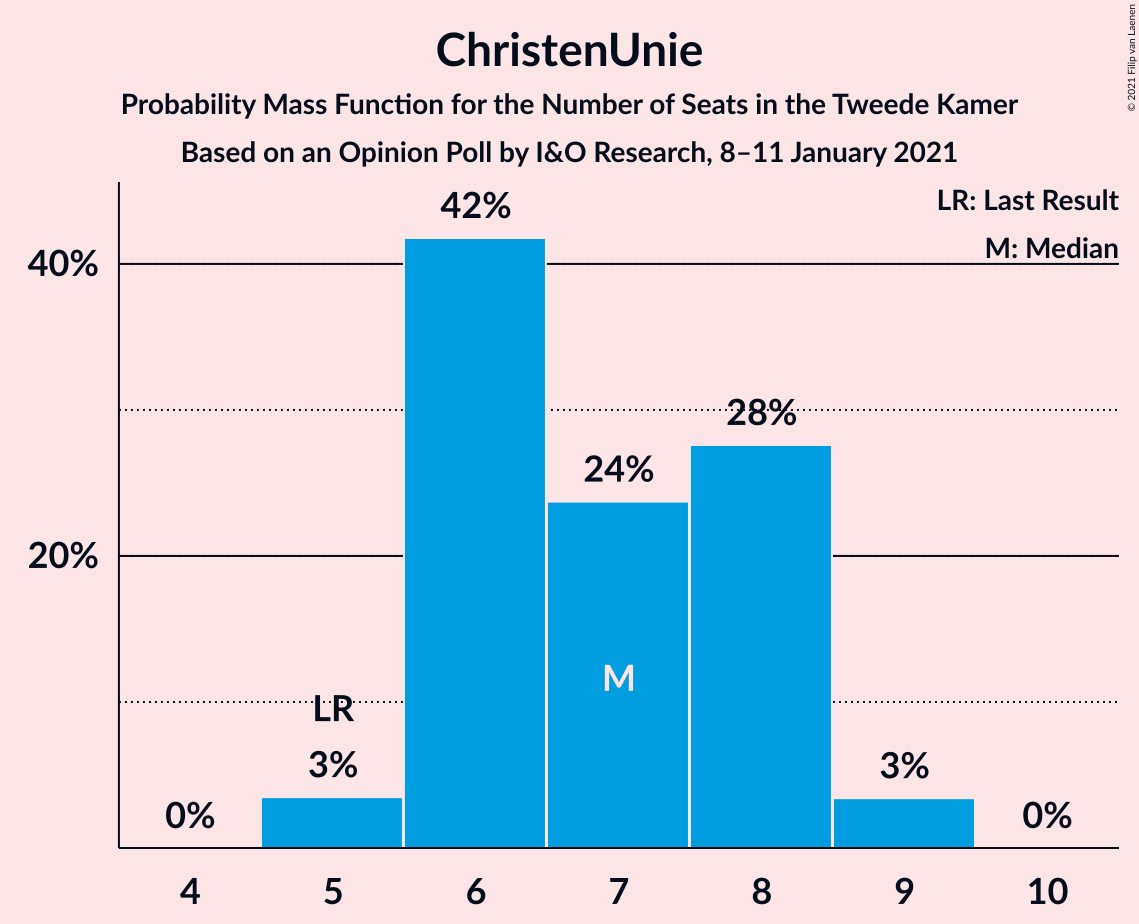 ChristenUnie
Probability Mass Function for the Number of Seats in the Tweede Kamer
Based on an Opinion Poll by I&O Research, 8–11 January 2021
© 2021 Filip van Laenen
LR: Last Result
M: Median
42%
40%
28%
24%
20%
M
LR
3%
3%
0%
0%
4 5 6 7 8 9 10